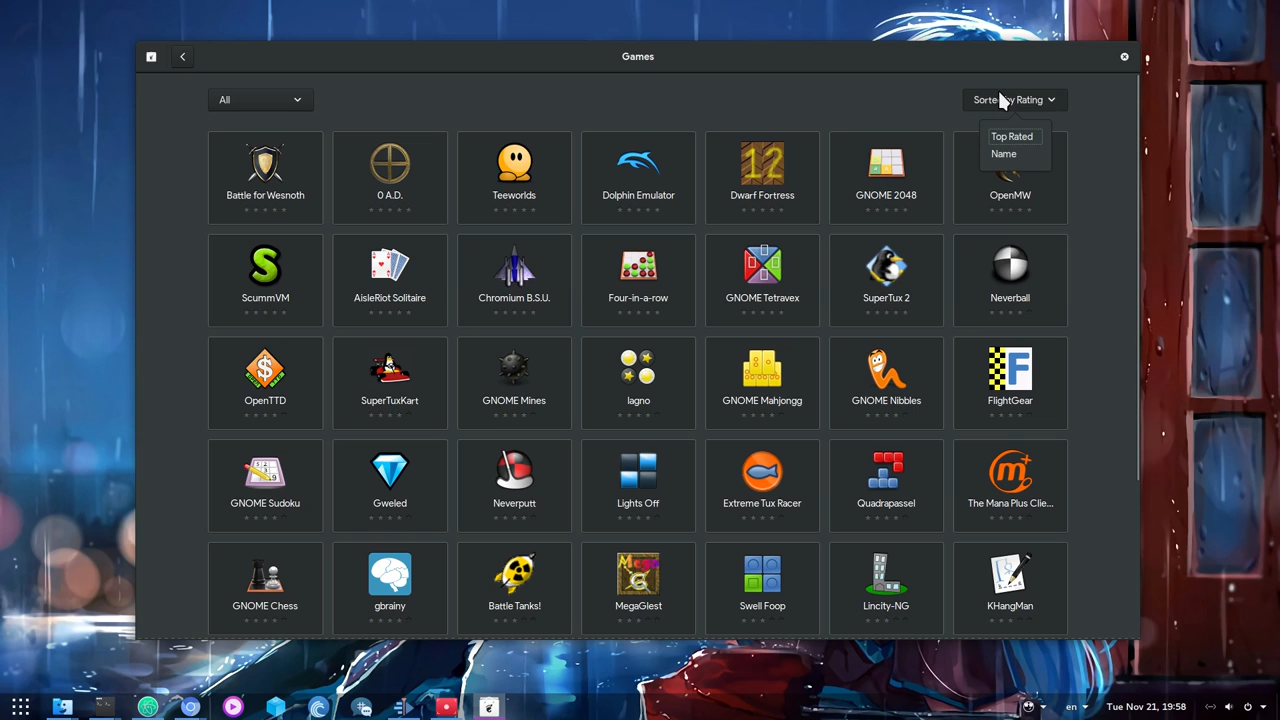 Games
All
Sorted by Rating
Top Rated
Name
Battle for Wesnoth
0 A.D.
Teeworlds
Dolphin Emulator
12
Dwarf Fortress
GNOME 2048
OpenMW
S
ScummVM
AisleRiot Solitaire
Chromium B.S.U.
Four-in-a-row
GNOME Tetravex
SuperTux 2
Neverball
$
OpenTTD
SuperTuxKart
GNOME Mines
Iagno
GNOME Mahjongg
GNOME Nibbles
F
FlightGear
GNOME Sudoku
Gweled
Neverputt
Lights Off
Extreme Tux Racer
Quadrapassel
m+
The Mana Plus Clie...
GNOME Chess
gbrainy
Battle Tanks!
Mega
G
MegaGlest
Swell Foop
Lincity-NG
KHangMan
en
Tue Nov 21, 19:58